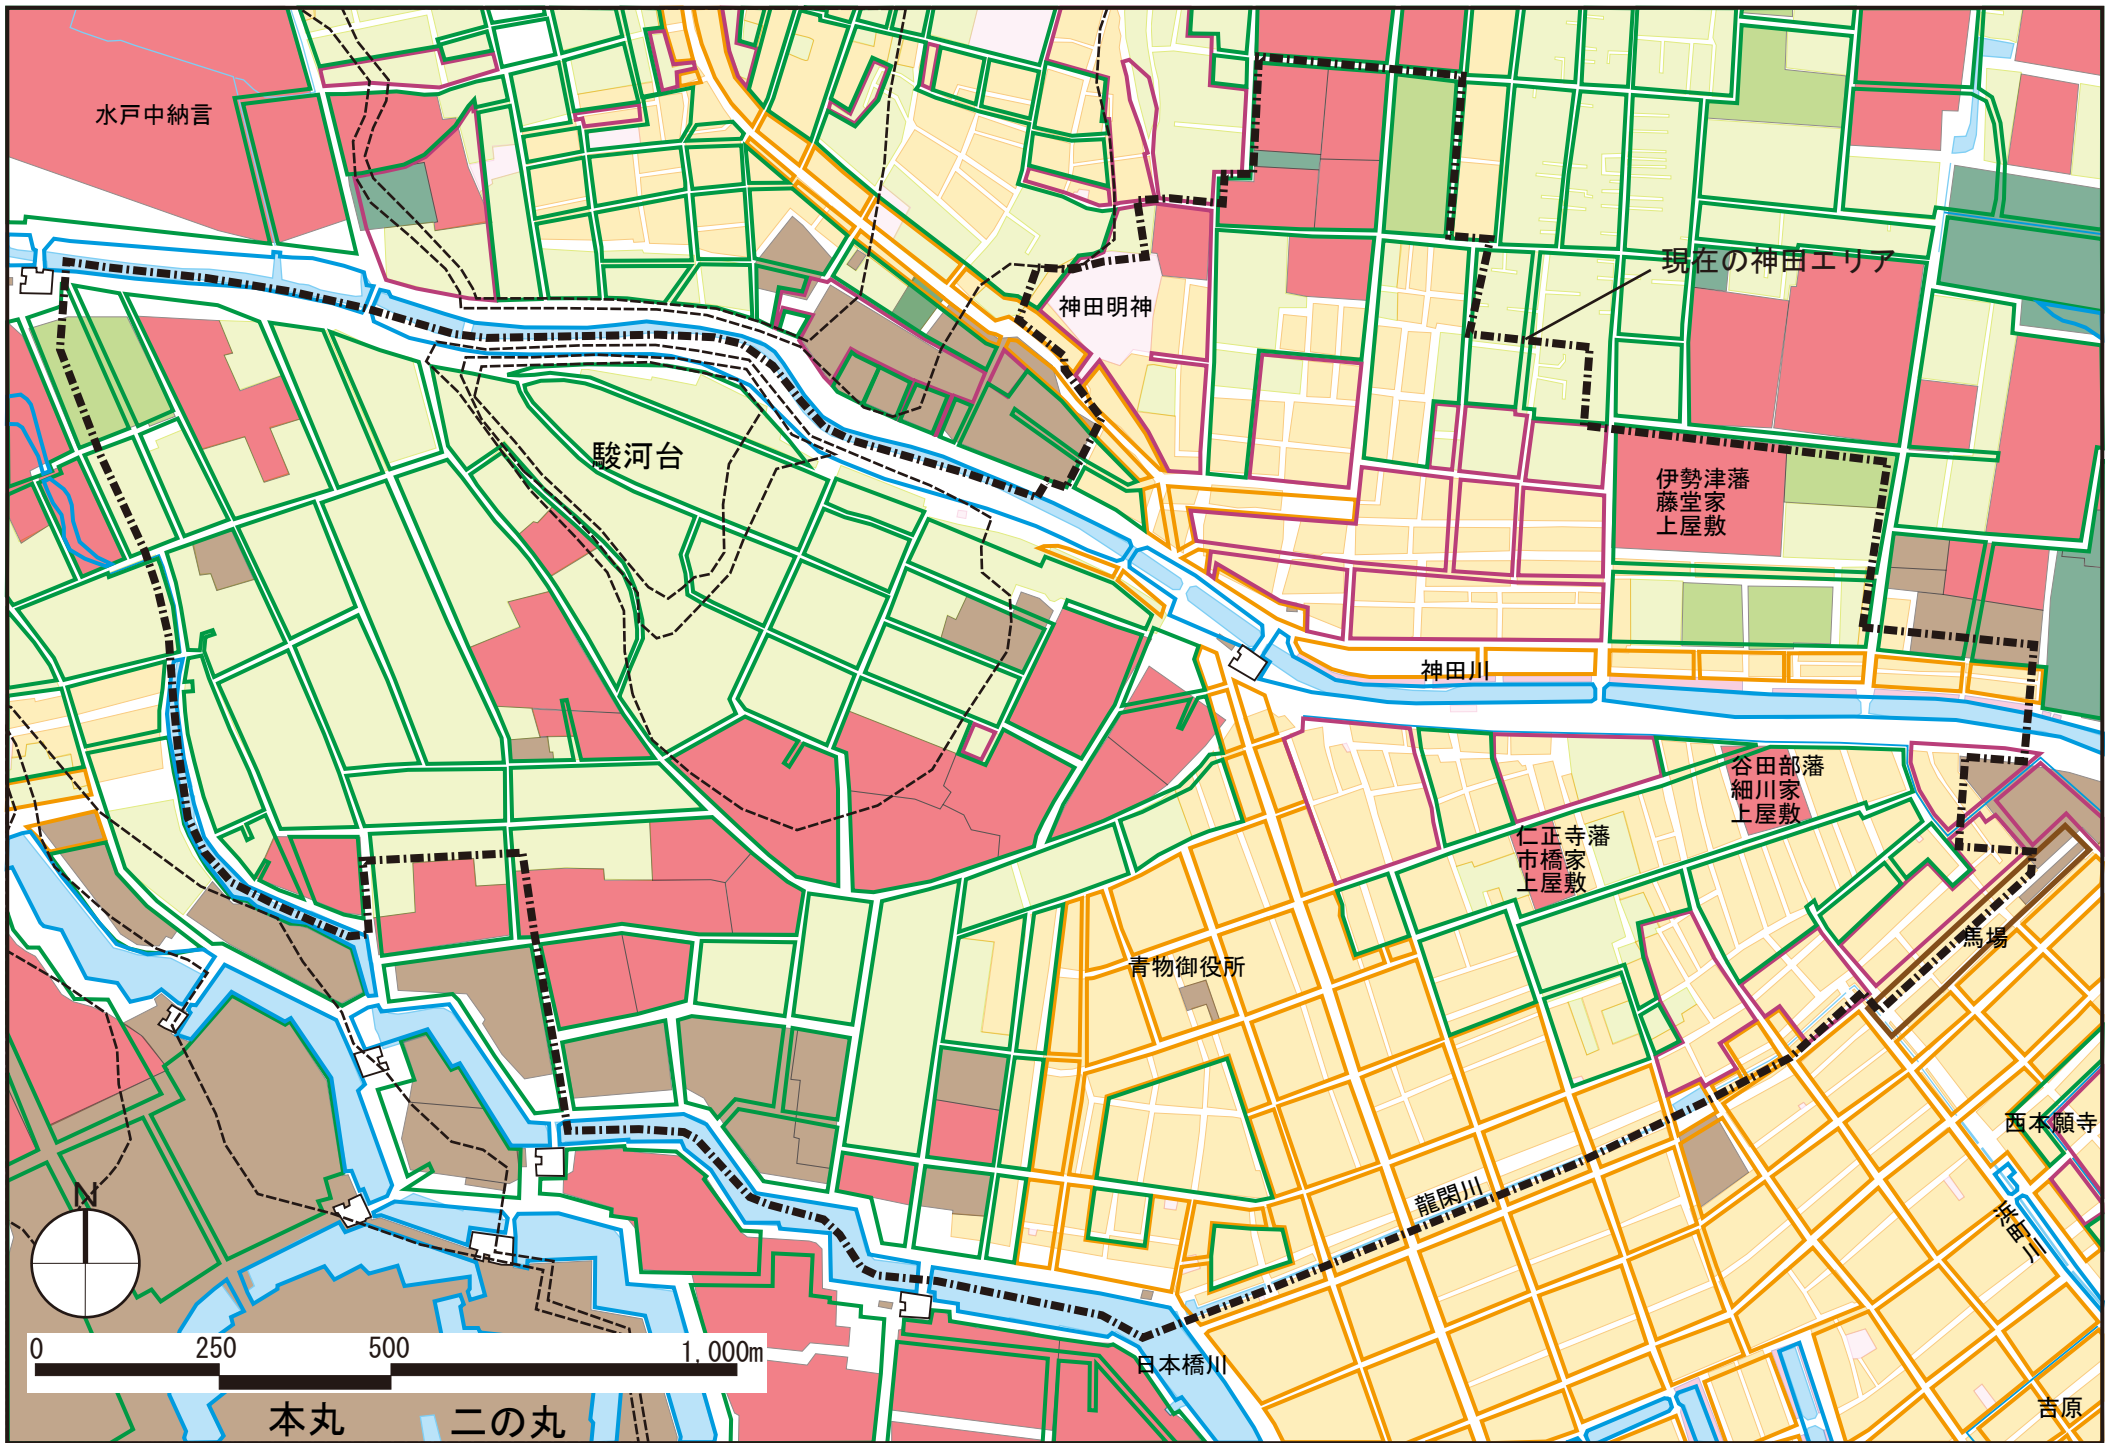 水戸中納言
現在の神田エリア
神田明神
駿河台
伊勢津藩
藤堂家
上屋敷
神田川
谷田部藩
細川家
上屋敷
仁正寺藩
市橋家
上屋敷
馬場
青物御役所
西本願寺
龍閑川
浜町川
N
0 250 500 1,000m
日本橋川
本丸
二の丸
吉原